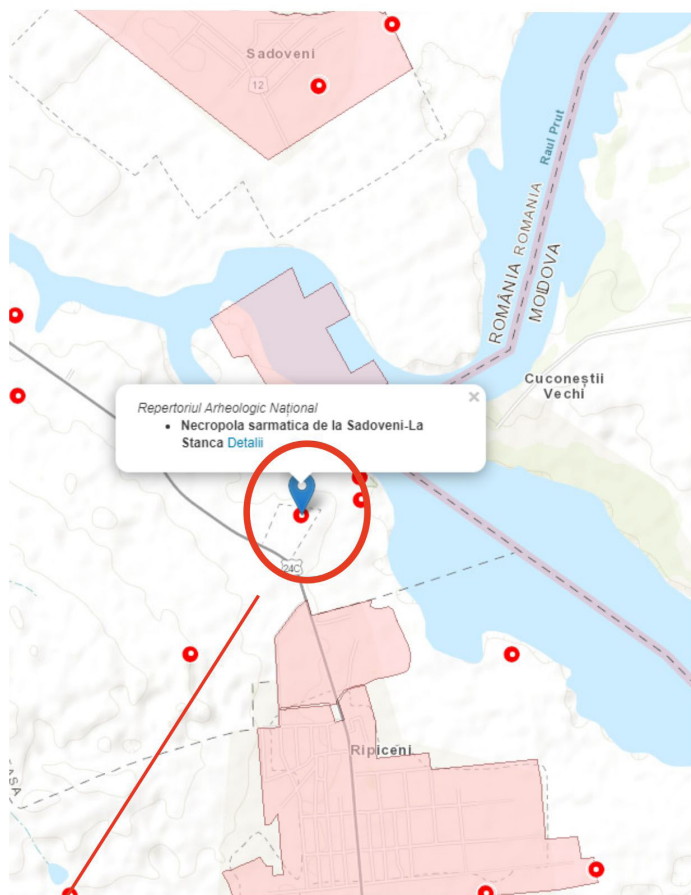 Sadoveni
12
Raul Prut
ROMÂNIA ROMANIA
MOLDOVA
Cuconeștii
Vechi
×
Repertoriul Arheologic Național
• Necropola sarmatica de la Sadoveni-La
Stanca Detalii
24C
Ripiceni